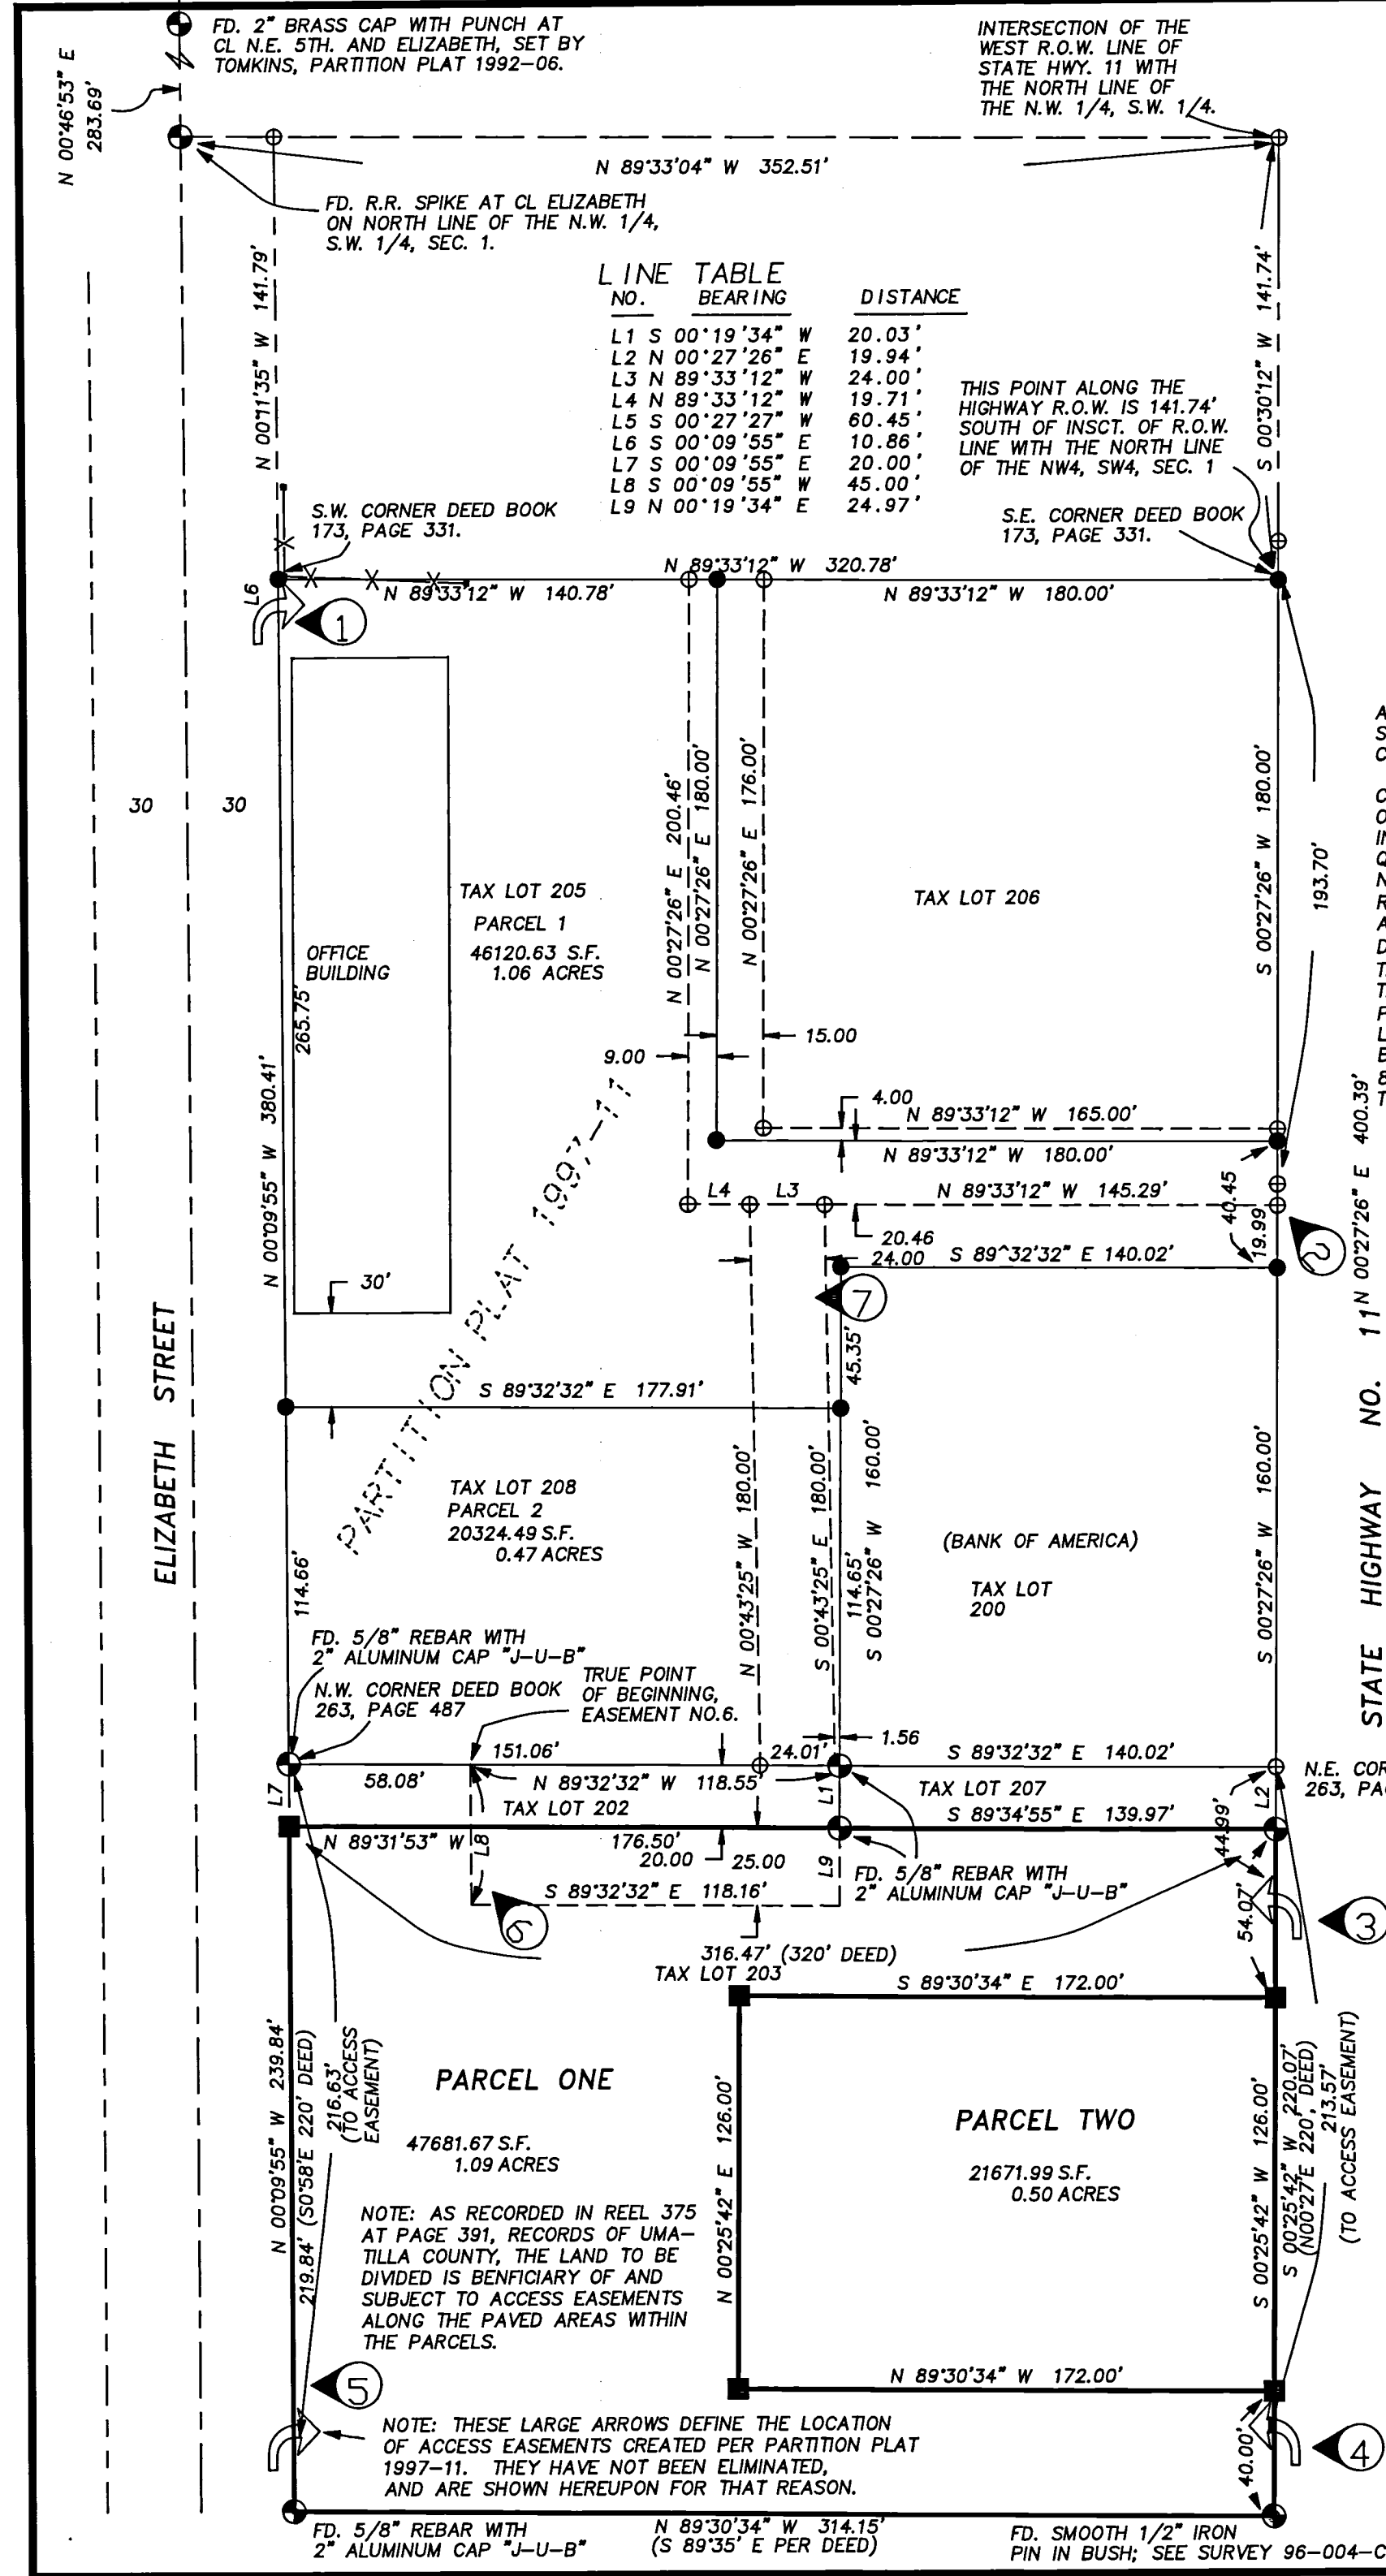 FD. 2" BRASS CAP WITH PUNCH AT
CL N.E. 5TH. AND ELIZABETH, SET BY
TOMKINS, PARTITION PLAT 1992-06.
INTERSECTION OF THE
WEST R.O.W. LINE OF
STATE HWY. 11 WITH
THE NORTH LINE OF
THE N.W. 1/4, S.W. 1/4.
N 00°46'53" E
283.69'
N 89°33'04" W 352.51'
FD. R.R. SPIKE AT CL ELIZABETH
ON NORTH LINE OF THE N.W. 1/4,
S.W. 1/4, SEC. 1.
N 00°11'35" W 141.79'
S 00°30'12" W 141.74'
LINE TABLE
NO. BEARING DISTANCE
L1 S 00°19'34" W 20.03'
L2 N 00°27'26" E 19.94'
L3 N 89°33'12" W 24.00'
L4 N 89°33'12" W 19.71'
L5 S 00°27'27" W 60.45'
L6 S 00°09'55" E 10.86'
L7 S 00°09'55" E 20.00'
L8 S 00°09'55" W 45.00'
L9 N 00°19'34" E 24.97'
THIS POINT ALONG THE
HIGHWAY R.O.W. IS 141.74'
SOUTH OF INSCT. OF R.O.W.
LINE WITH THE NORTH LINE
OF THE NW4, SW4, SEC. 1
S.W. CORNER DEED BOOK
173, PAGE 331.
S.E. CORNER DEED BOOK
173, PAGE 331.
N 89°33'12" W 320.78'
L6
N 89°33'12" W 140.78'
N 89°33'12" W 180.00'
1
N 00°27'26" E 200.46'
N 00°27'26" E 180.00'
N 00°27'26" E 176.00'
S 00°27'26" W 180.00'
193.70'
30
30
TAX LOT 205
PARCEL 1
46120.63 S.F.
1.06 ACRES
OFFICE
BUILDING
265.75'
N 00°09'55" W 380.41'
TAX LOT 206
15.00
9.00
4.00
N 89°33'12" W 165.00'
N 89°33'12" W 180.00'
L4
L3
N 89°33'12" W 145.29'
40.45
19.99'
20.46
24.00
S 89^32'32" E 140.02'
2
N 00°27'26" E 400.39'
30'
7
45.35'
PARTITION PLAT 1997-11
S 89°32'32" E 177.91'
ELIZABETH STREET
STATE HIGHWAY NO. 11
TAX LOT 208
PARCEL 2
20324.49 S.F.
0.47 ACRES
114.66'
N 00°43'25" W 180.00'
S 00°43'25" E 180.00'
114.65'
S 00°27'26" W 160.00'
(BANK OF AMERICA)
TAX LOT
200
S 00°27'26" W 160.00'
FD. 5/8" REBAR WITH
2" ALUMINUM CAP "J-U-B"
N.W. CORNER DEED BOOK
263, PAGE 487
TRUE POINT
OF BEGINNING,
EASEMENT NO.6.
1.56
151.06'
24.01'
S 89°32'32" E 140.02'
58.08'
N 89°32'32" W 118.55'
L7
L1
L2
TAX LOT 202
TAX LOT 207
S 89°34'55" E 139.97'
N.E. COR
263, PA
N 89°31'53" W 176.50'
L8
20.00
25.00
L9
44.99'
FD. 5/8" REBAR WITH
2" ALUMINUM CAP "J-U-B"
S 89°32'32" E 118.16'
6
3
54.07'
316.47' (320' DEED)
TAX LOT 203
S 89°30'34" E 172.00'
N 00°09'55" W 239.84'
219.84' (S0°58'E 220' DEED)
216.63'
(TO ACCESS
EASEMENT)
PARCEL ONE
47681.67 S.F.
1.09 ACRES
N 00°25'42" E 126.00'
PARCEL TWO
21671.99 S.F.
0.50 ACRES
S 00°25'42" W 126.00'
S 00°25'42" W 220.07'
(N00°27'E 220', DEED)
213.57'
(TO ACCESS EASEMENT)
NOTE: AS RECORDED IN REEL 375
AT PAGE 391, RECORDS OF UMA-
TILLA COUNTY, THE LAND TO BE
DIVIDED IS BENFICIARY OF AND
SUBJECT TO ACCESS EASEMENTS
ALONG THE PAVED AREAS WITHIN
THE PARCELS.
N 89°30'34" W 172.00'
5
NOTE: THESE LARGE ARROWS DEFINE THE LOCATION
OF ACCESS EASEMENTS CREATED PER PARTITION PLAT
1997-11. THEY HAVE NOT BEEN ELIMINATED,
AND ARE SHOWN HEREUPON FOR THAT REASON.
4
40.00'
FD. 5/8" REBAR WITH
2" ALUMINUM CAP "J-U-B"
N 89°30'34" W 314.15'
(S 89°35' E PER DEED)
FD. SMOOTH 1/2" IRON
PIN IN BUSH; SEE SURVEY 96-004-C